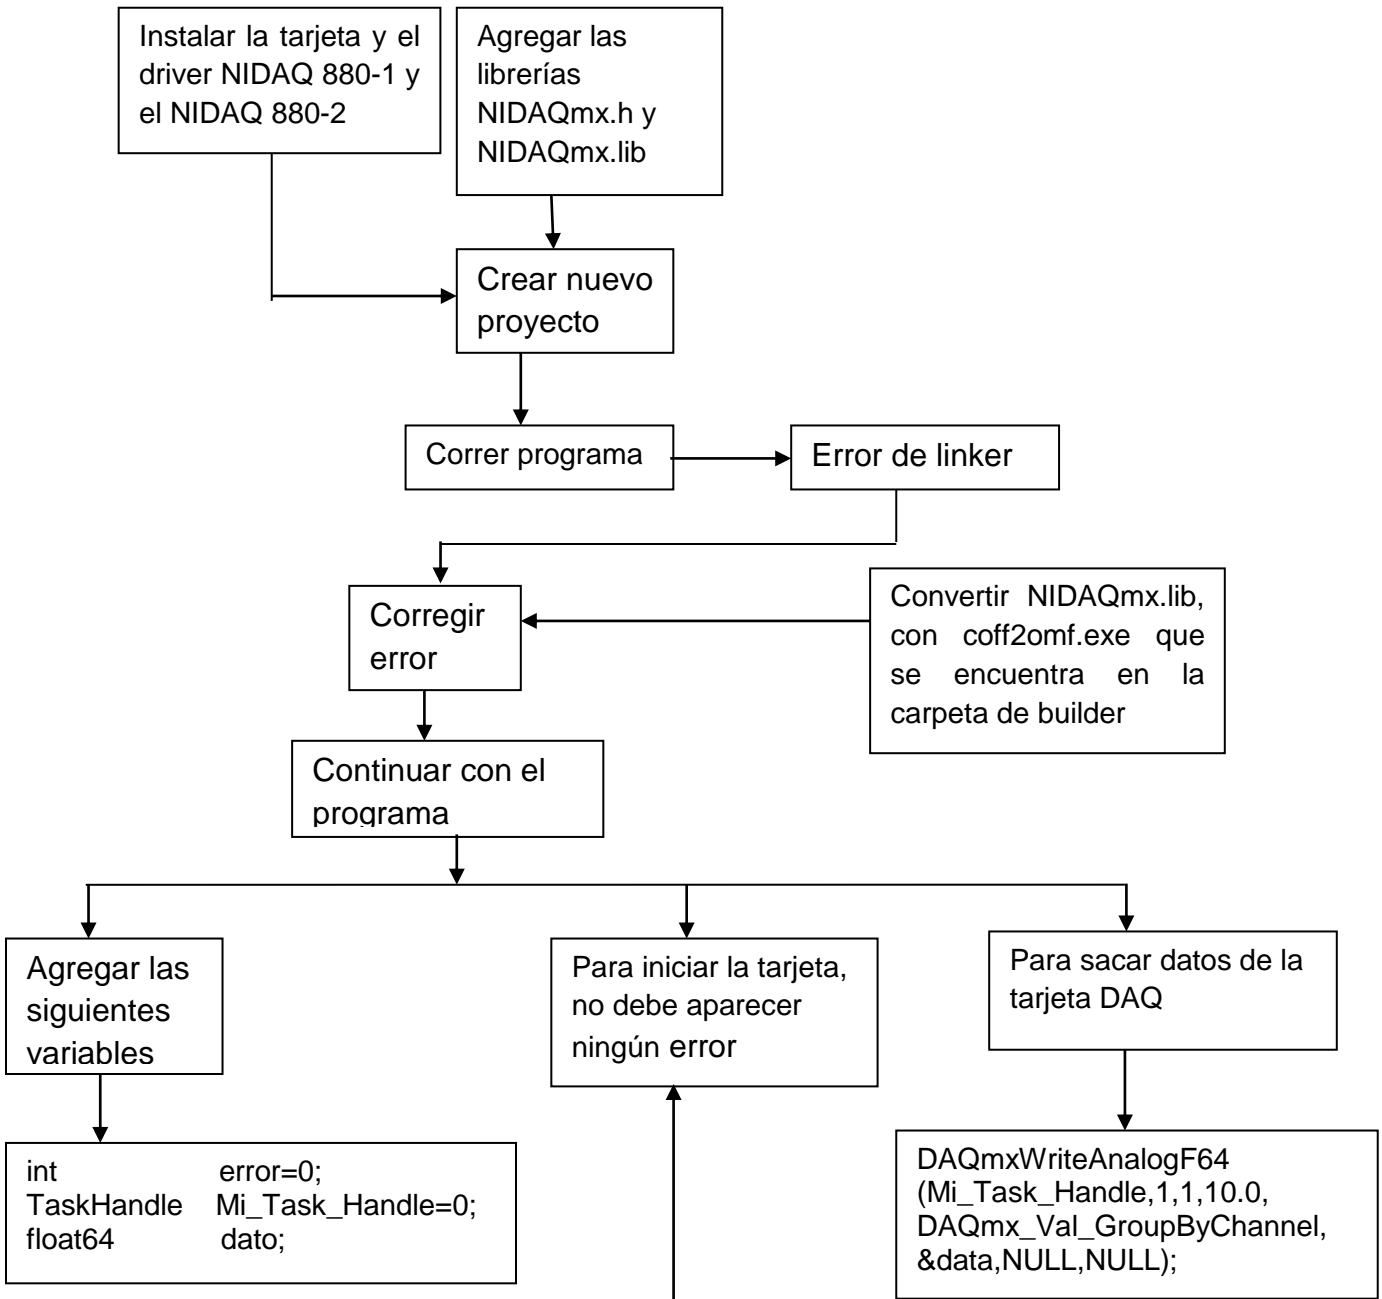 Instalar la tarjeta y el
driver NIDAQ 880-1 y
el NIDAQ 880-2
Agregar las
librerías
NIDAQmx.h y
NIDAQmx.lib
Crear nuevo
proyecto
Correr programa
Error de linker
Corregir
error
Convertir NIDAQmx.lib,
con coff2omf.exe que
se encuentra en la
carpeta de builder
Continuar con el
programa
Agregar las
siguientes
variables
Para iniciar la tarjeta,
no debe aparecer
ningún error
Para sacar datos de la
tarjeta DAQ
int error=0;
TaskHandle Mi_Task_Handle=0;
float64 dato;
DAQmxWriteAnalogF64
(Mi_Task_Handle,1,1,10.0,
DAQmx_Val_GroupByChannel,
&data,NULL,NULL);